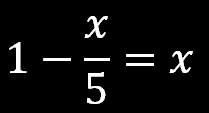 1 − x/5 = x